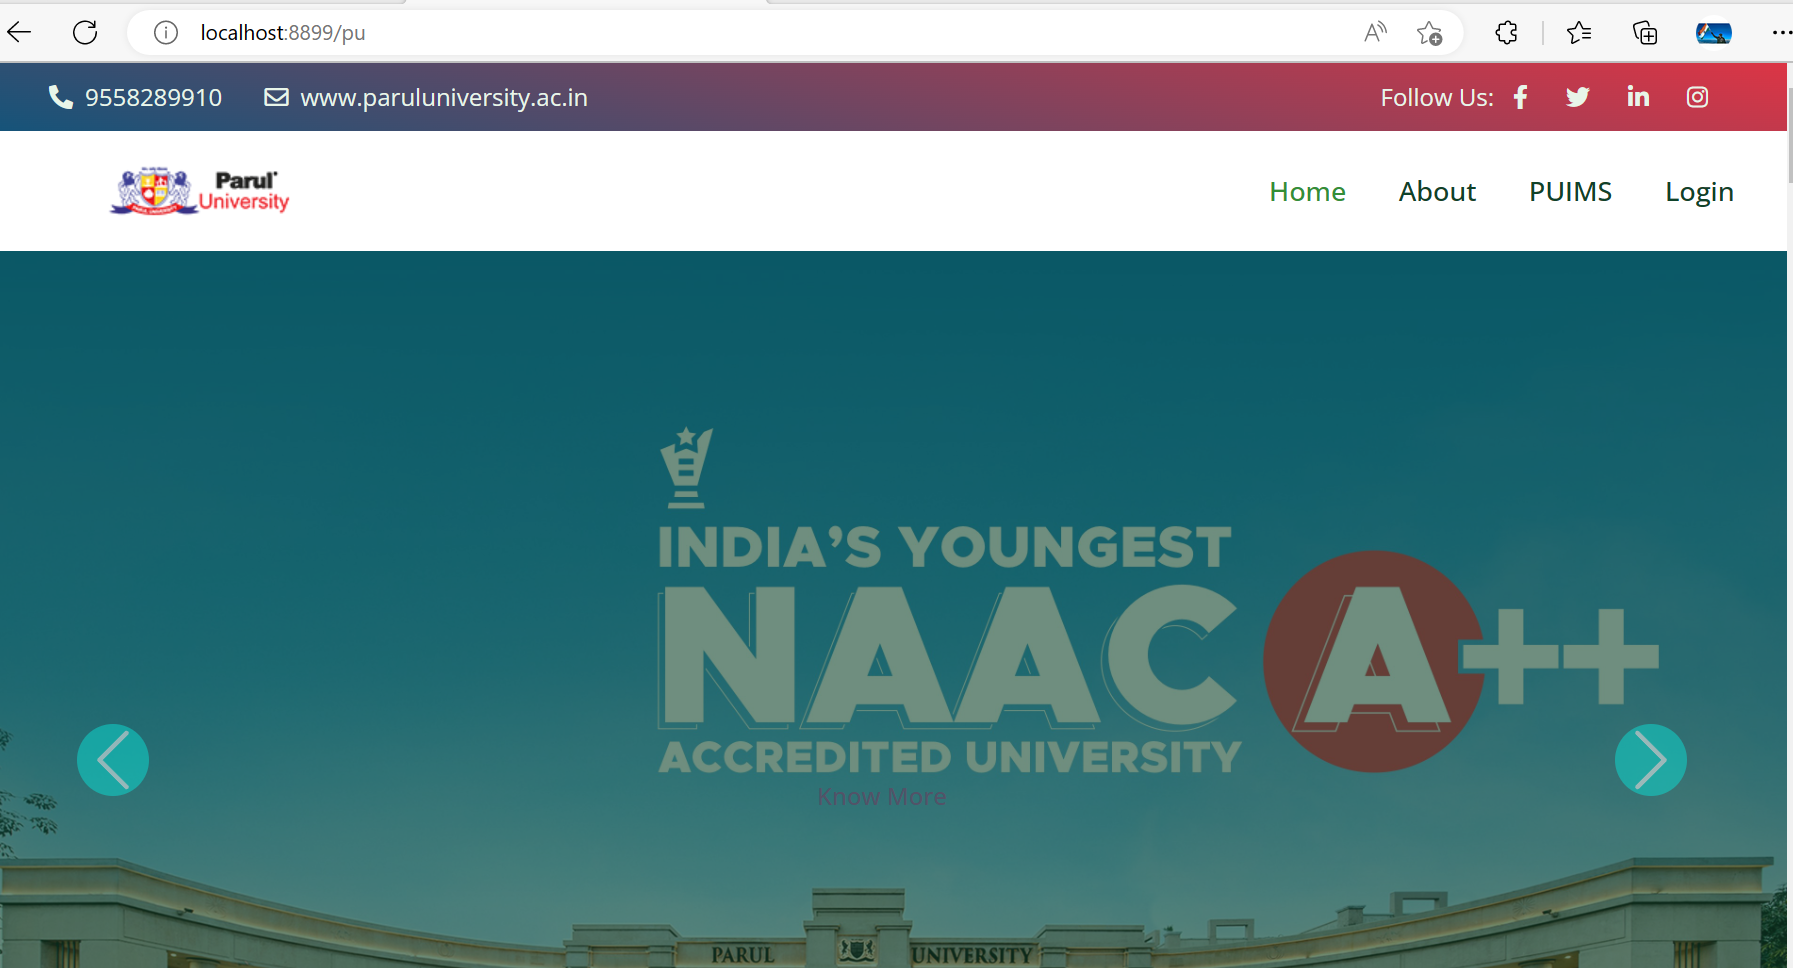 localhost:8899/pu
9558289910 www.paruluniversity.ac.in Follow Us:
Parul University
Home About PUIMS Login
INDIA'S YOUNGEST
NAAC A++
ACCREDITED UNIVERSITY
Know More
PARUL UNIVERSITY